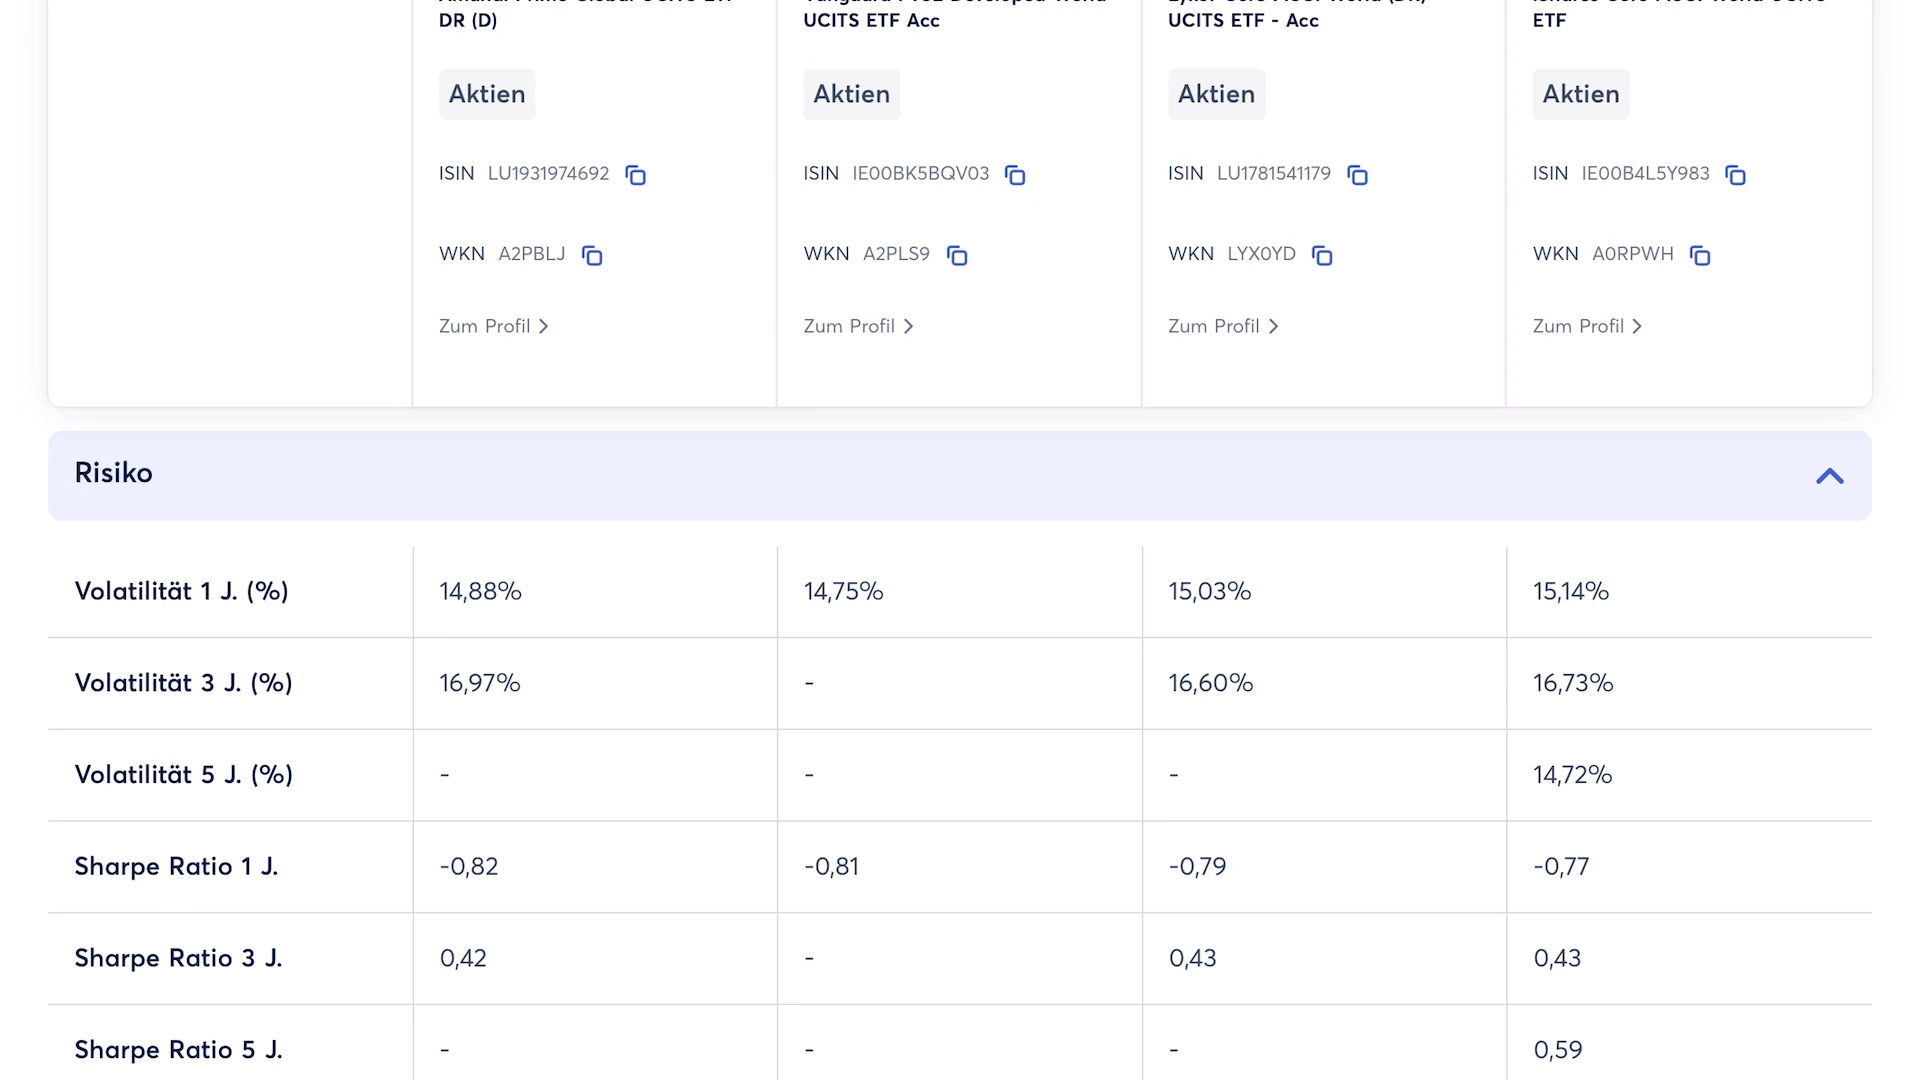 DR (D)
UCITS ETF Acc
UCITS ETF - Acc
ETF
Aktien
Aktien
Aktien
Aktien
ISIN LU1931974692
ISIN IE00BK5BQV03
ISIN LU1781541179
ISIN IE00B4L5Y983
WKN A2PBLJ
WKN A2PLS9
WKN LYX0YD
WKN A0RPWH
Zum Profil
Zum Profil
Zum Profil
Zum Profil
Risiko
Volatilität 1 J. (%) 14,88% 14,75% 15,03% 15,14%
Volatilität 3 J. (%) 16,97% - 16,60% 16,73%
Volatilität 5 J. (%) - - - 14,72%
Sharpe Ratio 1 J. -0,82 -0,81 -0,79 -0,77
Sharpe Ratio 3 J. 0,42 - 0,43 0,43
Sharpe Ratio 5 J. - - - 0,59